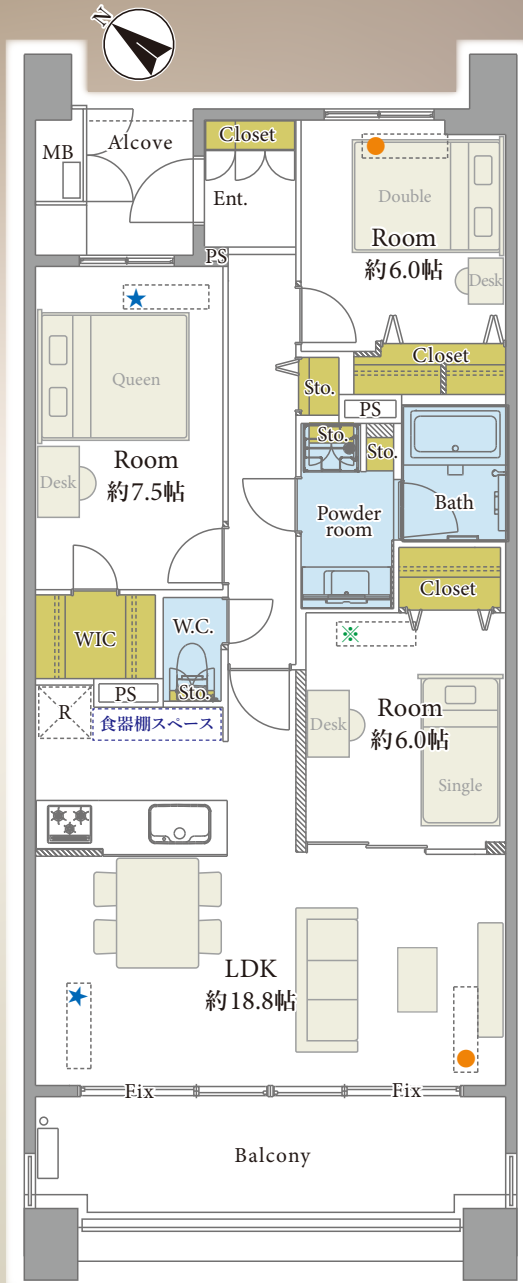 N
MB
Alcove
Closet
Ent.
Double
Room
約6.0帖
Desk
PS
★
Queen
Closet
Sto.
PS
Room
約7.5帖
Desk
Sto.
Sto.
Powder
room
Bath
Closet
WIC
W.C.
※
PS
Sto.
R
食器棚スペース
Desk
Room
約6.0帖
Single
LDK
約18.8帖
★
Fix
Fix
Balcony